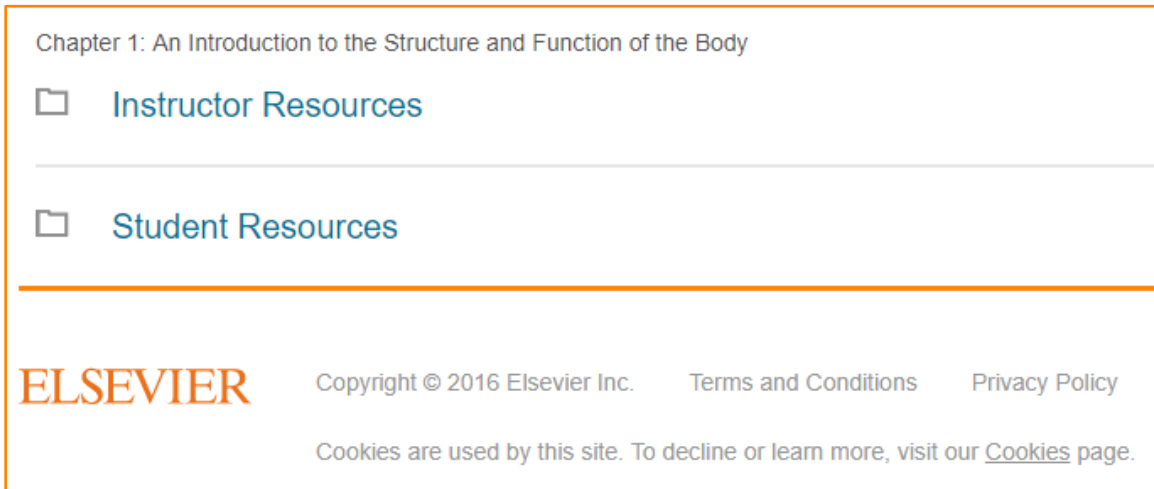 Chapter 1: An Introduction to the Structure and Function of the Body
Instructor Resources
Student Resources
ELSEVIER
Copyright © 2016 Elsevier Inc. Terms and Conditions Privacy Policy
Cookies are used by this site. To decline or learn more, visit our Cookies page.